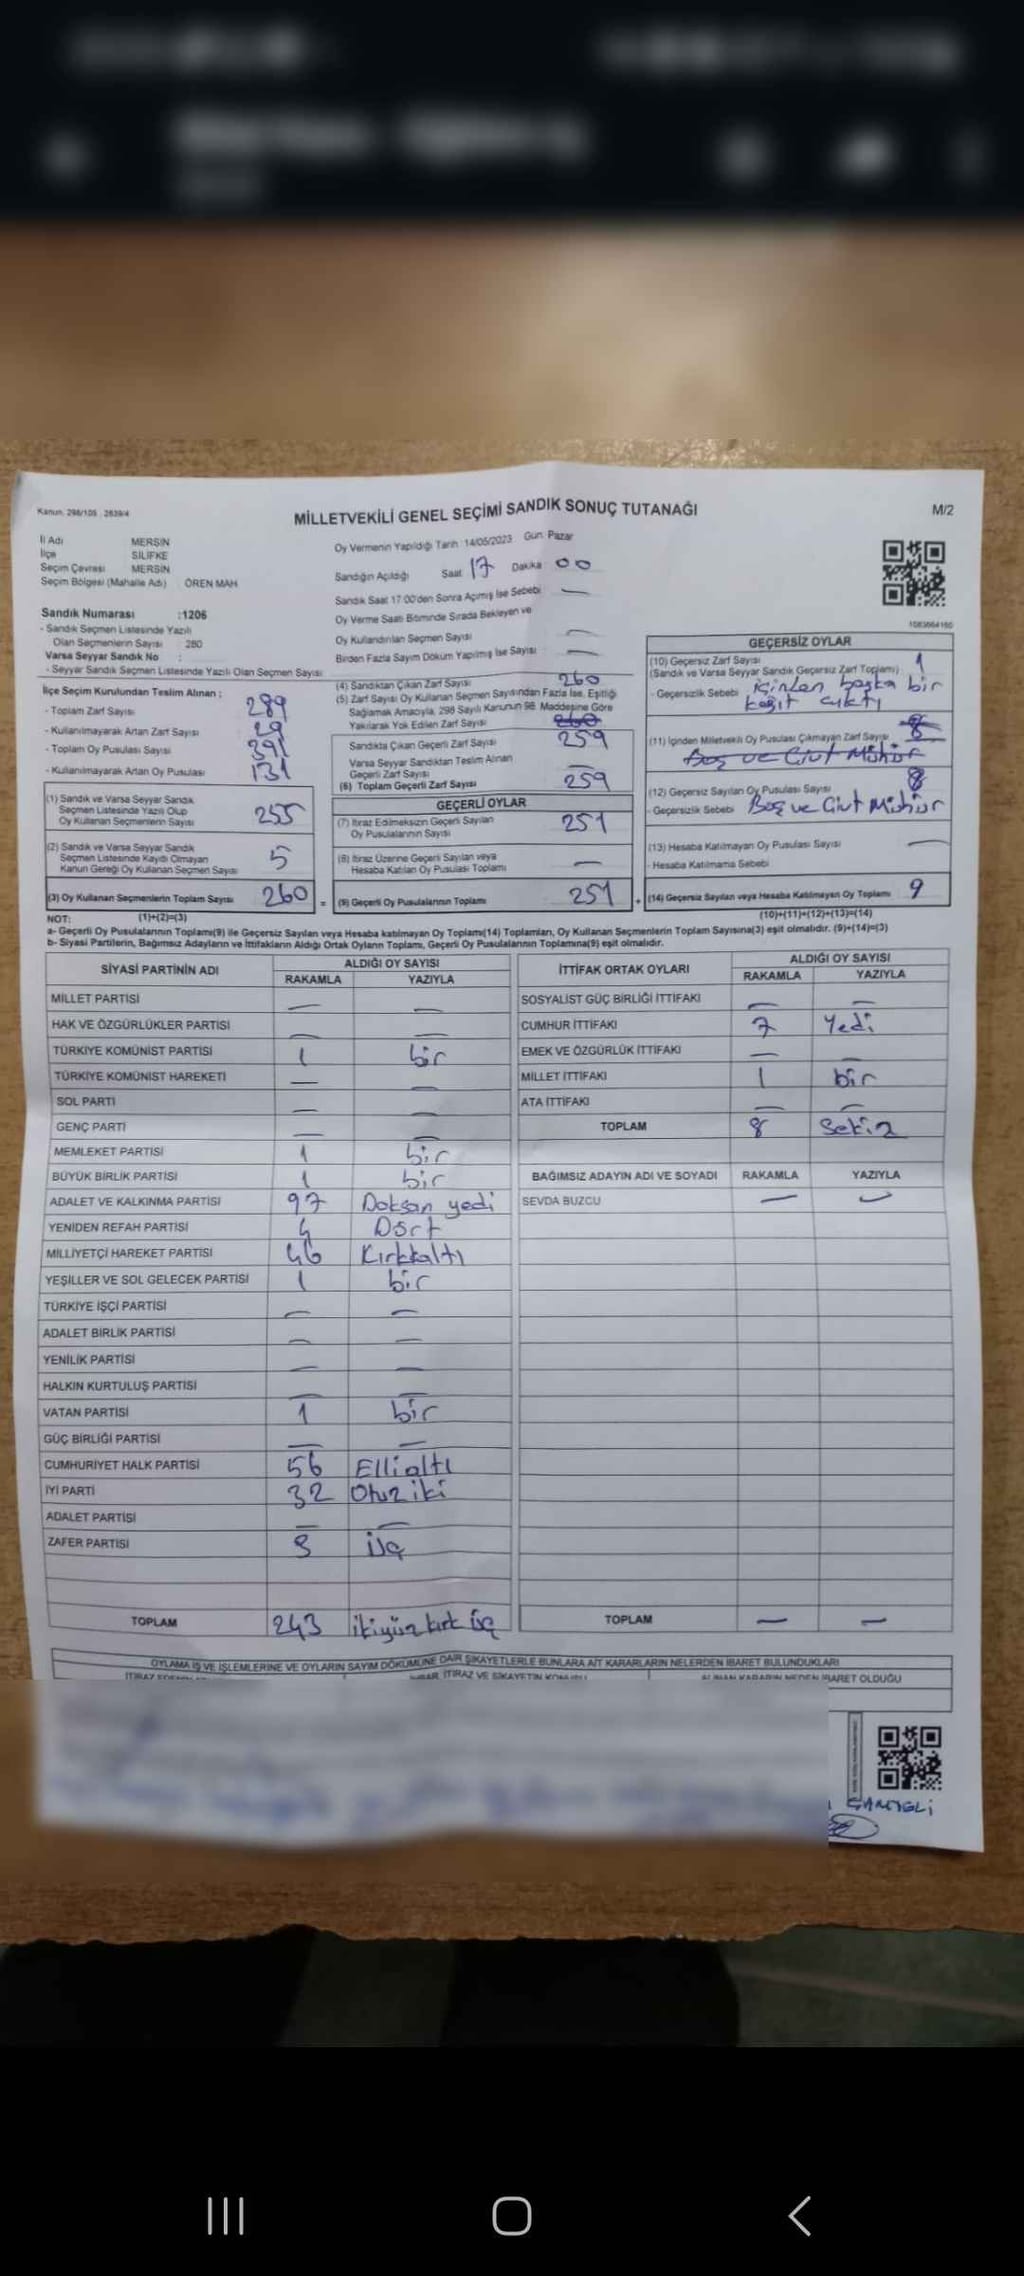 Kanun. 298/105 , 2839/4
MİLLETVEKİLİ GENEL SEÇİMİ SANDIK SONUÇ TUTANAĞI
M/2
İl Adı MERSİN
İlçe SİLİFKE
Seçim Çevresi MERSİN
Seçim Bölgesi (Mahalle Adı) ÖREN MAH
Oy Vermenin Yapıldığı Tarih :14/05/2023 Gün: Pazar
Sandığın Açıldığı Saat 17 Dakika 00
Sandık Saat 17:00'den Sonra Açımış İse Sebebi —
Oy Verme Saati Bitiminde Sırada Bekleyen ve
Oy Kullandırılan Seçmen Sayısı —
Birden Fazla Sayım Döküm Yapılmış İse Sayısı —
Sandık Numarası :1206
- Sandık Seçmen Listesinde Yazılı
Olan Seçmenlerin Sayısı : 280
Varsa Seyyar Sandık No :
- Seyyar Sandık Seçmen Listesinde Yazılı Olan Seçmen Sayısı
İlçe Seçim Kurulundan Teslim Alınan ;
- Toplam Zarf Sayısı 289
- Kullanılmayarak Artan Zarf Sayısı 29
- Toplam Oy Pusulası Sayısı 391
- Kullanılmayarak Artan Oy Pusulası 131
(1) Sandık ve Varsa Seyyar Sandık
Seçmen Listesinde Yazılı Olup
Oy Kullanan Seçmenlerin Sayısı 255
(2) Sandık ve Varsa Seyyar Sandık
Seçmen Listesinde Kaydı Olmayan
Kanun Gereği Oy Kullanan Seçmen Sayısı 5
(3) Oy Kullanan Seçmenlerin Toplam Sayısı 260
(4) Sandıktan Çıkan Zarf Sayısı 260
(5) Zarf Sayısı Oy Kullanan Seçmen Sayısından Fazla İse, Eşitliği
Sağlamak Amacıyla, 298 Sayılı Kanunun 98. Maddesine Göre
Yakılarak Yok Edilen Zarf Sayısı 260
Sandıkta Çıkan Geçerli Zarf Sayısı 259
Varsa Seyyar Sandıktan Teslim Alınan
Geçerli Zarf Sayısı —
(6) Toplam Geçerli Zarf Sayısı 259
GEÇERLİ OYLAR
(7) İtiraz Edilmeksizin Geçerli Sayılan
Oy Pusulalarının Sayısı 251
(8) İtiraz Üzerine Geçerli Sayılan veya
Hesaba Katılan Oy Pusulası Toplamı —
= (9) Geçerli Oy Pusulalarının Toplamı 251
1083664160
GEÇERSİZ OYLAR
(10) Geçersiz Zarf Sayısı
(Sandık ve Varsa Seyyar Sandık Geçersiz Zarf Toplamı) 1
- Geçersizlik Sebebi içinden başka bir
kağıt çıktı
(11) İçinden Milletvekili Oy Pusulası Çıkmayan Zarf Sayısı 8
Boş ve Çivt Mühür
(12) Geçersiz Sayılan Oy Pusulası Sayısı 8
- Geçersizlik Sebebi Boş ve Çivt Mühür
(13) Hesaba Katılmayan Oy Pusulası Sayısı —
- Hesaba Katılmama Sebebi
+ (14) Geçersiz Sayılan veya Hesaba Katılmayan Oy Toplamı 9
NOT: (1)+(2)=(3)
(10)+(11)+(12)+(13)=(14)
a- Geçerli Oy Pusulalarının Toplamı(9) ile Geçersiz Sayılan veya Hesaba Katılmayan Oy Toplamı(14) Toplamları, Oy Kullanan Seçmenlerin Toplam Sayısına(3) eşit olmalıdır. (9)+(14)=(3)
b- Siyasi Partilerin, Bağımsız Adayların ve İttifakların Aldığı Ortak Oyların Toplamı, Geçerli Oy Pusulalarının Toplamına(9) eşit olmalıdır.
SİYASİ PARTİNİN ADI ALDIĞI OY SAYISI
RAKAMLA YAZIYLA
MİLLET PARTİSİ — —
HAK VE ÖZGÜRLÜKLER PARTİSİ — —
TÜRKİYE KOMÜNİST PARTİSİ 1 bir
TÜRKİYE KOMÜNİST HAREKETİ — —
SOL PARTİ — —
GENÇ PARTİ — —
MEMLEKET PARTİSİ 1 bir
BÜYÜK BİRLİK PARTİSİ 1 bir
ADALET VE KALKINMA PARTİSİ 97 Doksan yedi
YENİDEN REFAH PARTİSİ 4 Dört
MİLLİYETÇİ HAREKET PARTİSİ 46 Kırkkaltı
YEŞİLLER VE SOL GELECEK PARTİSİ 1 bir
TÜRKİYE İŞÇİ PARTİSİ — —
ADALET BİRLİK PARTİSİ — —
YENİLİK PARTİSİ — —
HALKIN KURTULUŞ PARTİSİ — —
VATAN PARTİSİ 1 bir
GÜÇ BİRLİĞİ PARTİSİ — —
CUMHURİYET HALK PARTİSİ 56 Ellialtı
İYİ PARTİ 32 Otuziki
ADALET PARTİSİ — —
ZAFER PARTİSİ 3 üç
TOPLAM 243 ikiyüz kırk üç
İTTİFAK ORTAK OYLARI ALDIĞI OY SAYISI
RAKAMLA YAZIYLA
SOSYALİST GÜÇ BİRLİĞİ İTTİFAKI — —
CUMHUR İTTİFAKI 7 Yedi
EMEK VE ÖZGÜRLÜK İTTİFAKI — —
MİLLET İTTİFAKI 1 bir
ATA İTTİFAKI — —
TOPLAM 8 Sekiz
BAĞIMSIZ ADAYIN ADI VE SOYADI RAKAMLA YAZIYLA
SEVDA BUZCU — —
TOPLAM — —
OYLAMA İŞ VE İŞLEMLERİNE VE OYLARIN SAYIM DÖKÜMÜNE DAİR ŞİKAYETLERLE BUNLARA AİT KARARLARIN NELERDEN İBARET BULUNDUKLARI
İTİRAZ VE ŞİKAYETİN KONUSU
ALINAN KARARIN NEDEN İBARET OLDUĞU